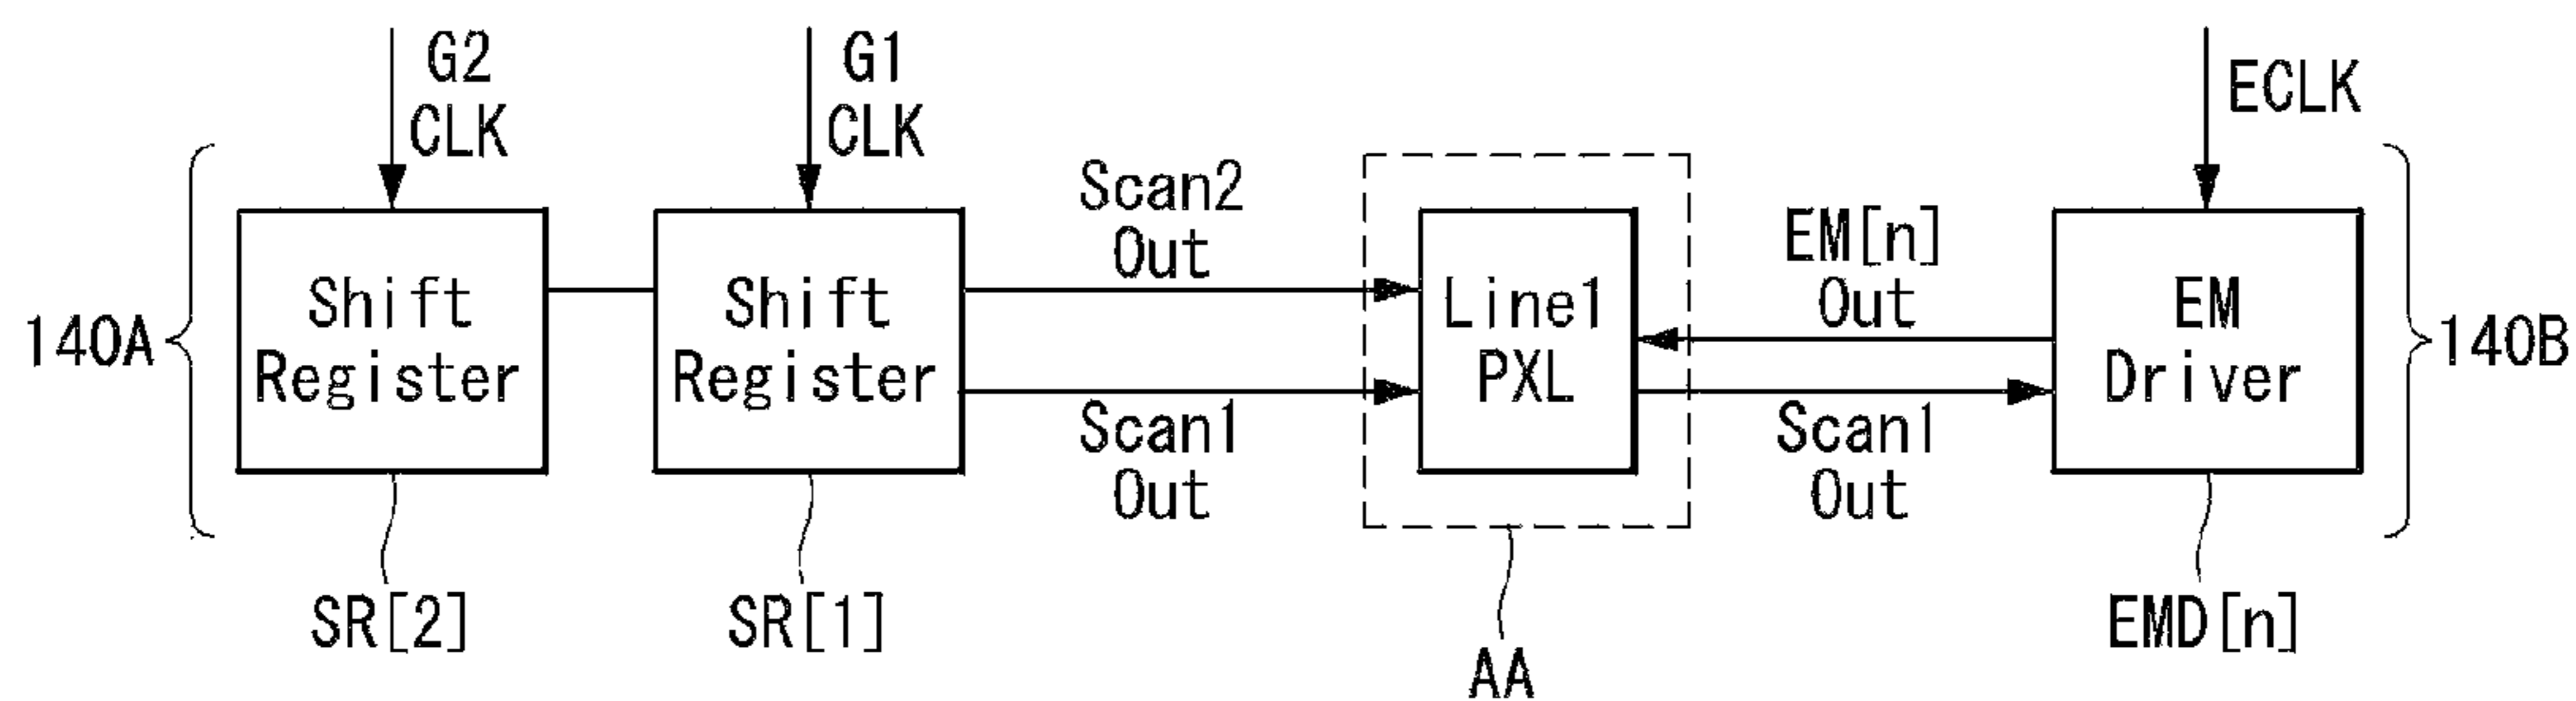 G2
CLK
G1
CLK
ECLK
Scan2
Out
EM[n]
Out
140A
Shift
Register
Shift
Register
Line1
PXL
EM
Driver
140B
Scan1
Out
Scan1
Out
SR[2]
SR[1]
AA
EMD[n]